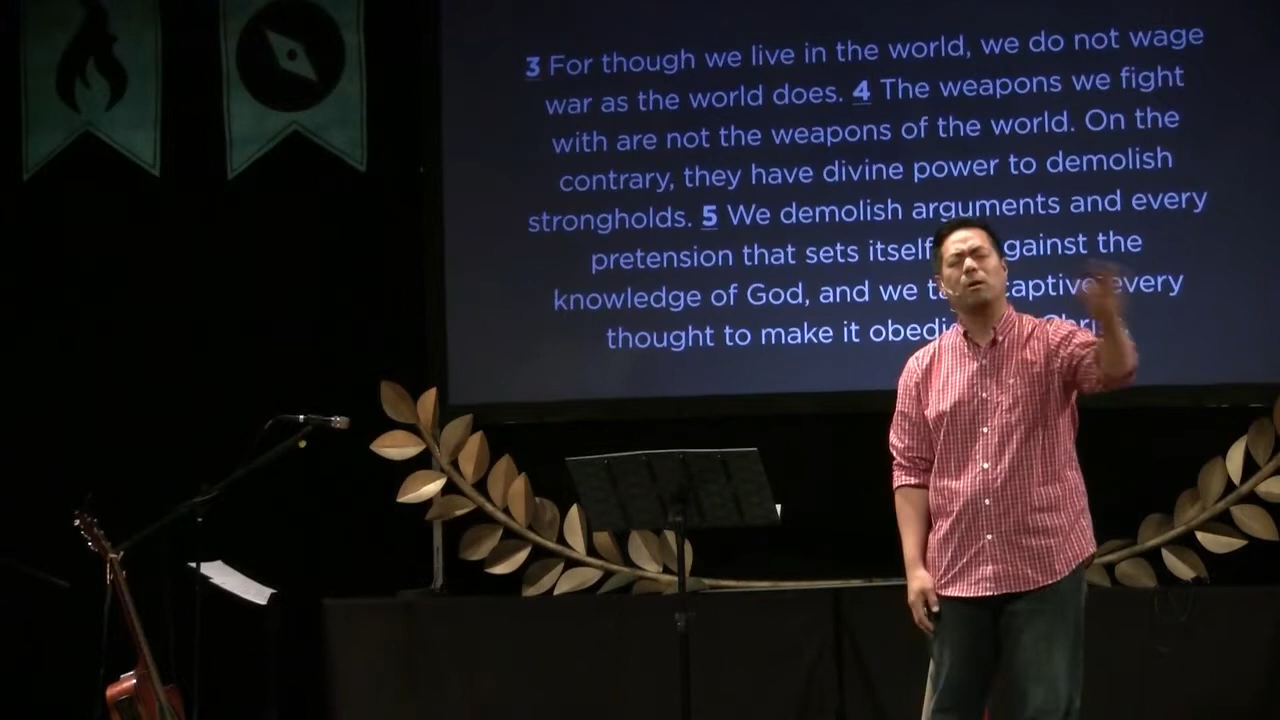 3 For though we live in the world, we do not wage
war as the world does. 4 The weapons we fight
with are not the weapons of the world. On the
contrary, they have divine power to demolish
strongholds. 5 We demolish arguments and every
pretension that sets itself against the
knowledge of God, and we captive every
thought to make it